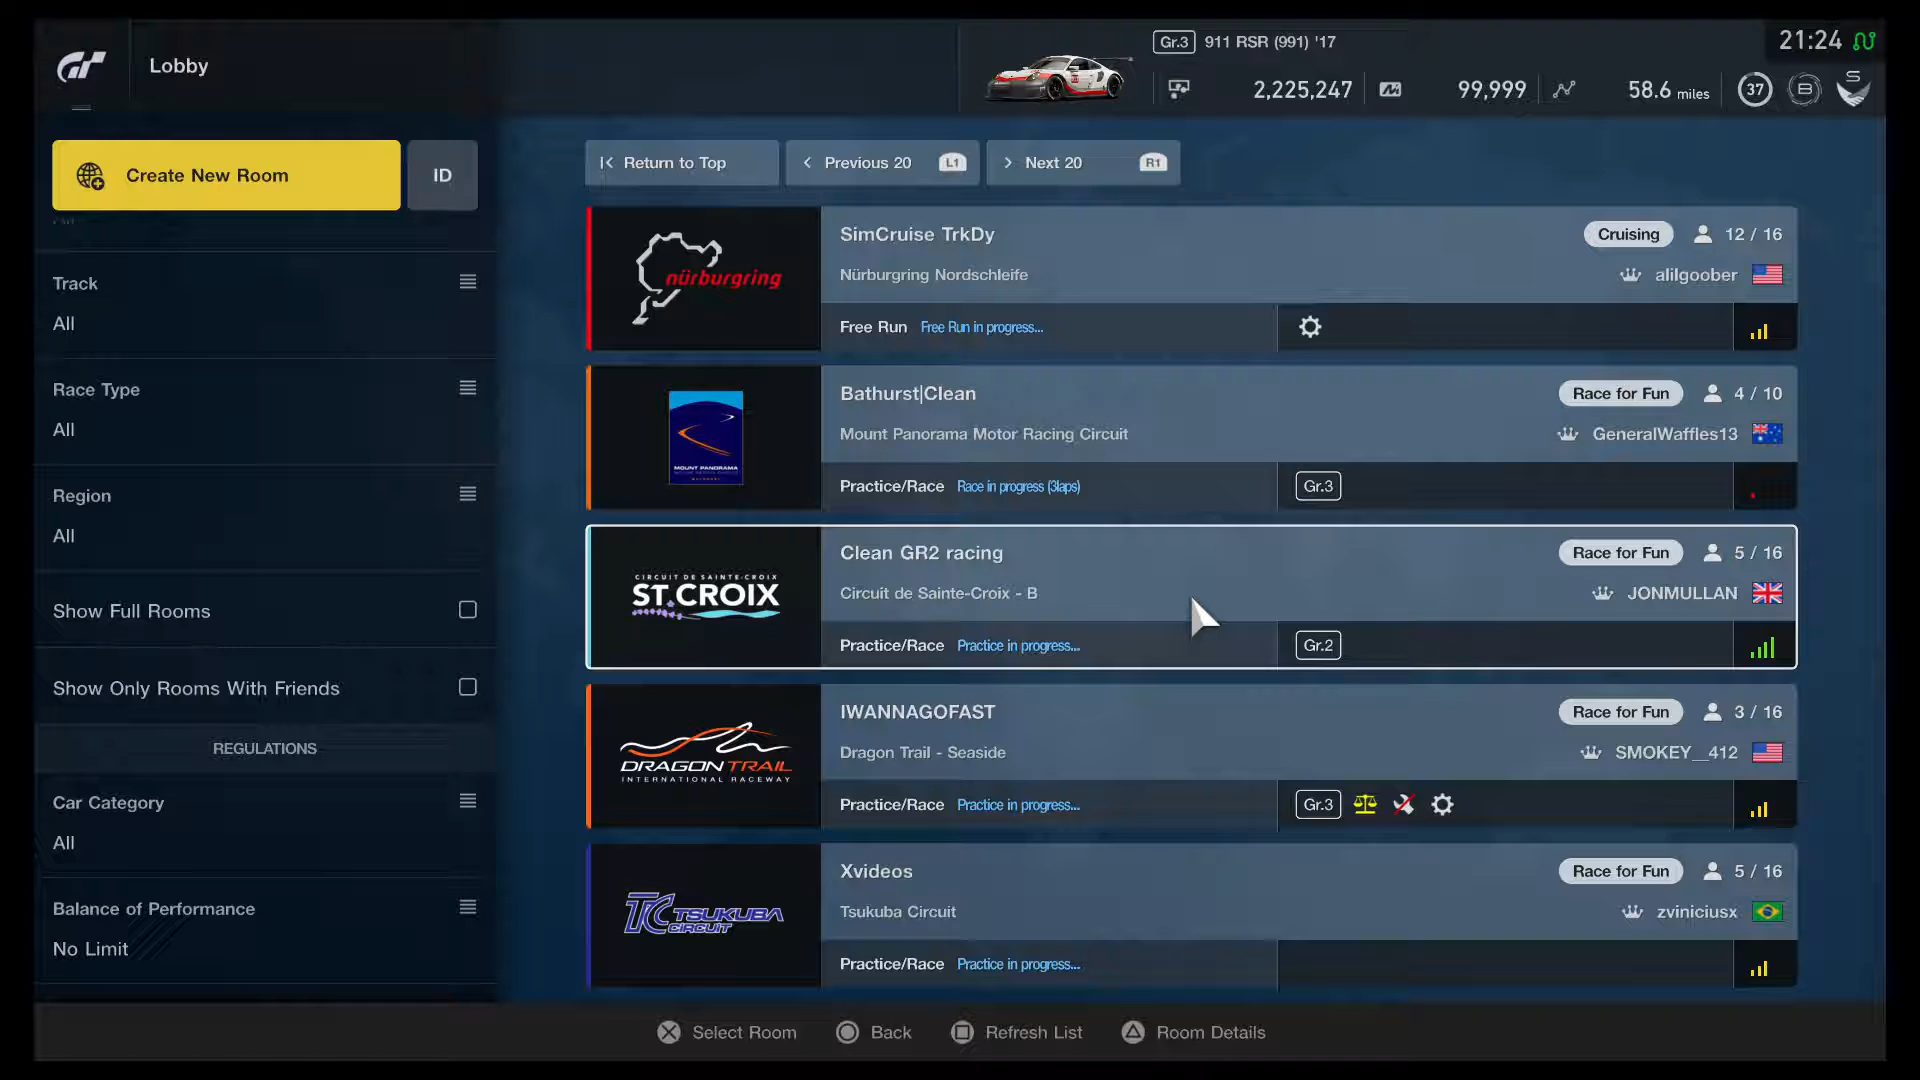 GT
Lobby
Gr.3 911 RSR (991) '17
2,225,247
99,999
58.6 miles
37
B
S
21:24
Create New Room
ID
Track
All
Race Type
All
Region
All
Show Full Rooms
Show Only Rooms With Friends
REGULATIONS
Car Category
All
Balance of Performance
No Limit
Return to Top
Previous 20 L1
Next 20 R1
nürburgring
SimCruise TrkDy
Cruising 12 / 16
Nürburgring Nordschleife
alilgoober
Free Run Free Run in progress...
MOUNT PANORAMA
Bathurst|Clean
Race for Fun 4 / 10
Mount Panorama Motor Racing Circuit
GeneralWaffles13
Practice/Race Race in progress (3laps)
Gr.3
CIRCUIT DE SAINTE-CROIX
ST.CROIX
Clean GR2 racing
Race for Fun 5 / 16
Circuit de Sainte-Croix - B
JONMULLAN
Practice/Race Practice in progress...
Gr.2
DRAGON TRAIL
INTERNATIONAL RACEWAY
IWANNAGOFAST
Race for Fun 3 / 16
Dragon Trail - Seaside
SMOKEY__412
Practice/Race Practice in progress...
Gr.3
TC TSUKUBA
CIRCUIT
Xvideos
Race for Fun 5 / 16
Tsukuba Circuit
zviniciusx
Practice/Race Practice in progress...
Select Room
Back
Refresh List
Room Details